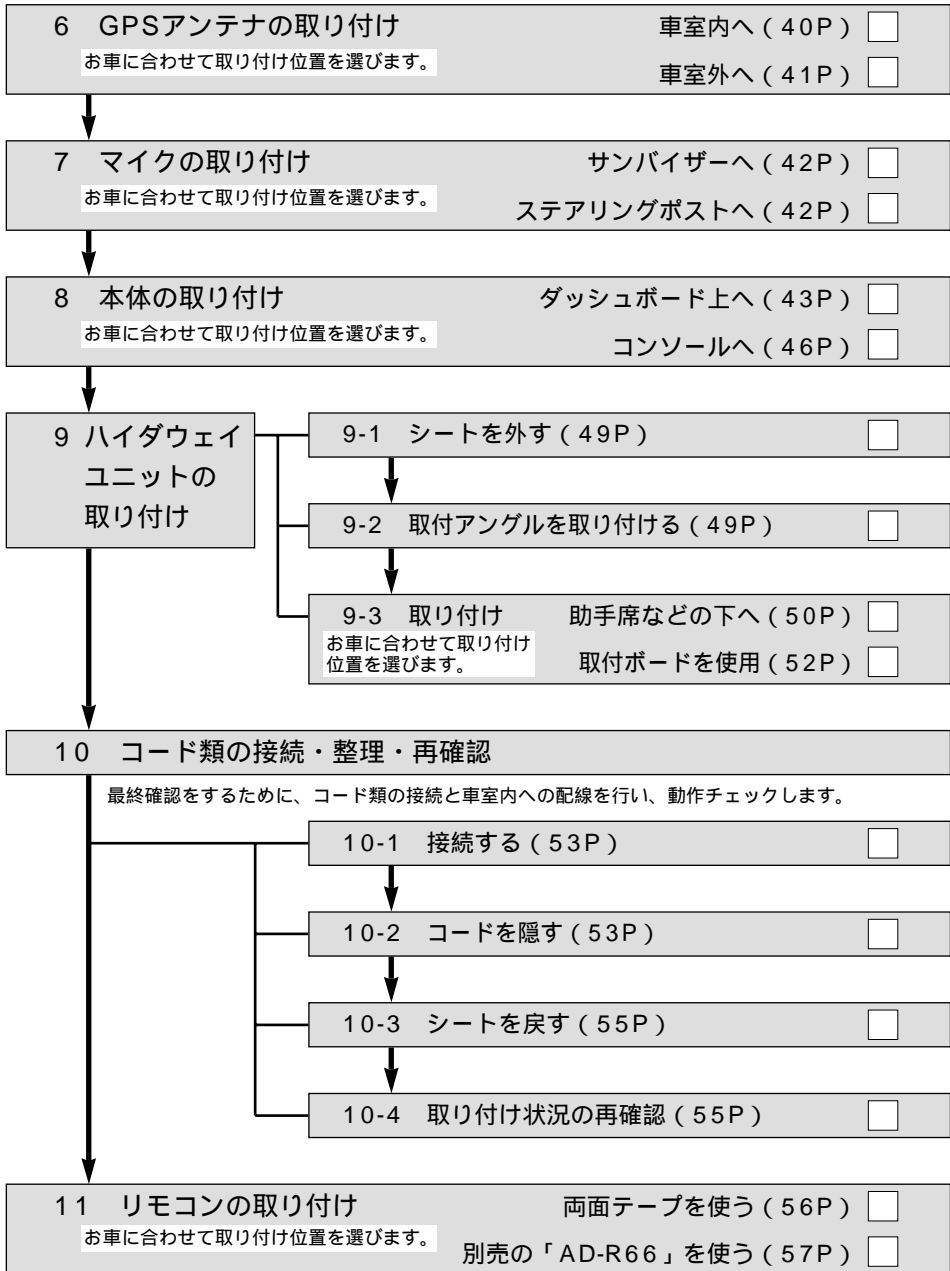 6 GPSアンテナの取り付け 車室内へ(40P)
お車に合わせて取り付け位置を選びます。
車室外へ(41P)
7 マイクの取り付け サンバイザーへ(42P)
お車に合わせて取り付け位置を選びます。
ステアリングポストへ(42P)
8 本体の取り付け ダッシュボード上へ(43P)
お車に合わせて取り付け位置を選びます。
コンソールへ(46P)
9 ハイダウェイ
ユニットの
取り付け
9-1 シートを外す(49P)
9-2 取付アングルを取り付ける(49P)
9-3 取り付け 助手席などの下へ(50P)
お車に合わせて取り付け
位置を選びます。
取付ボードを使用(52P)
10 コード類の接続・整理・再確認
最終確認をするために、コード類の接続と車室内への配線を行い、動作チェックします。
10-1 接続する(53P)
10-2 コードを隠す(53P)
10-3 シートを戻す(55P)
10-4 取り付け状況の再確認(55P)
11 リモコンの取り付け 両面テープを使う(56P)
お車に合わせて取り付け位置を選びます。
別売の「AD-R66」を使う(57P)